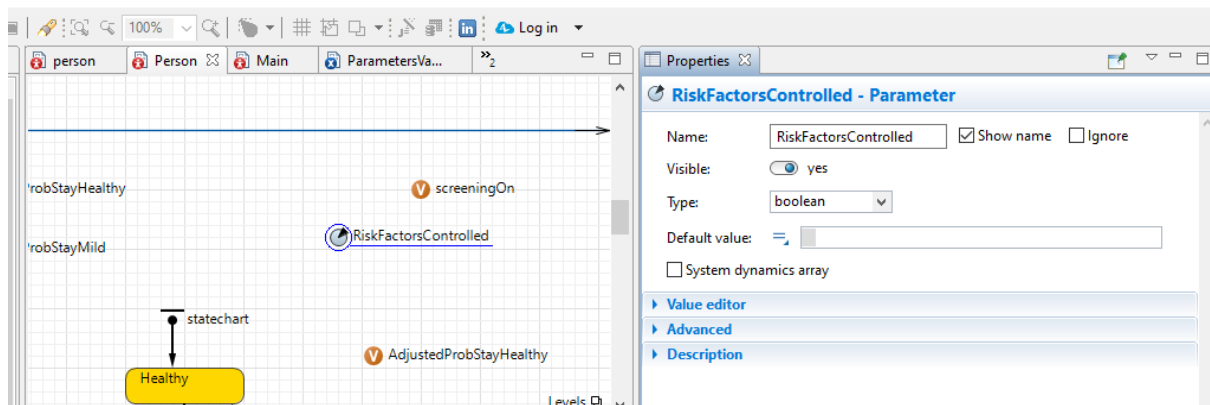 100%
in
Log in
person
Person
Main
ParametersVa...
»2
Properties
RiskFactorsControlled - Parameter
Name:
RiskFactorsControlled
Show name
Ignore
Visible:
yes
Type:
boolean
Default value:
System dynamics array
Value editor
Advanced
Description
robStayHealthy
V screeningOn
RiskFactorsControlled
robStayMild
statechart
V AdjustedProbStayHealthy
Healthy
Levels